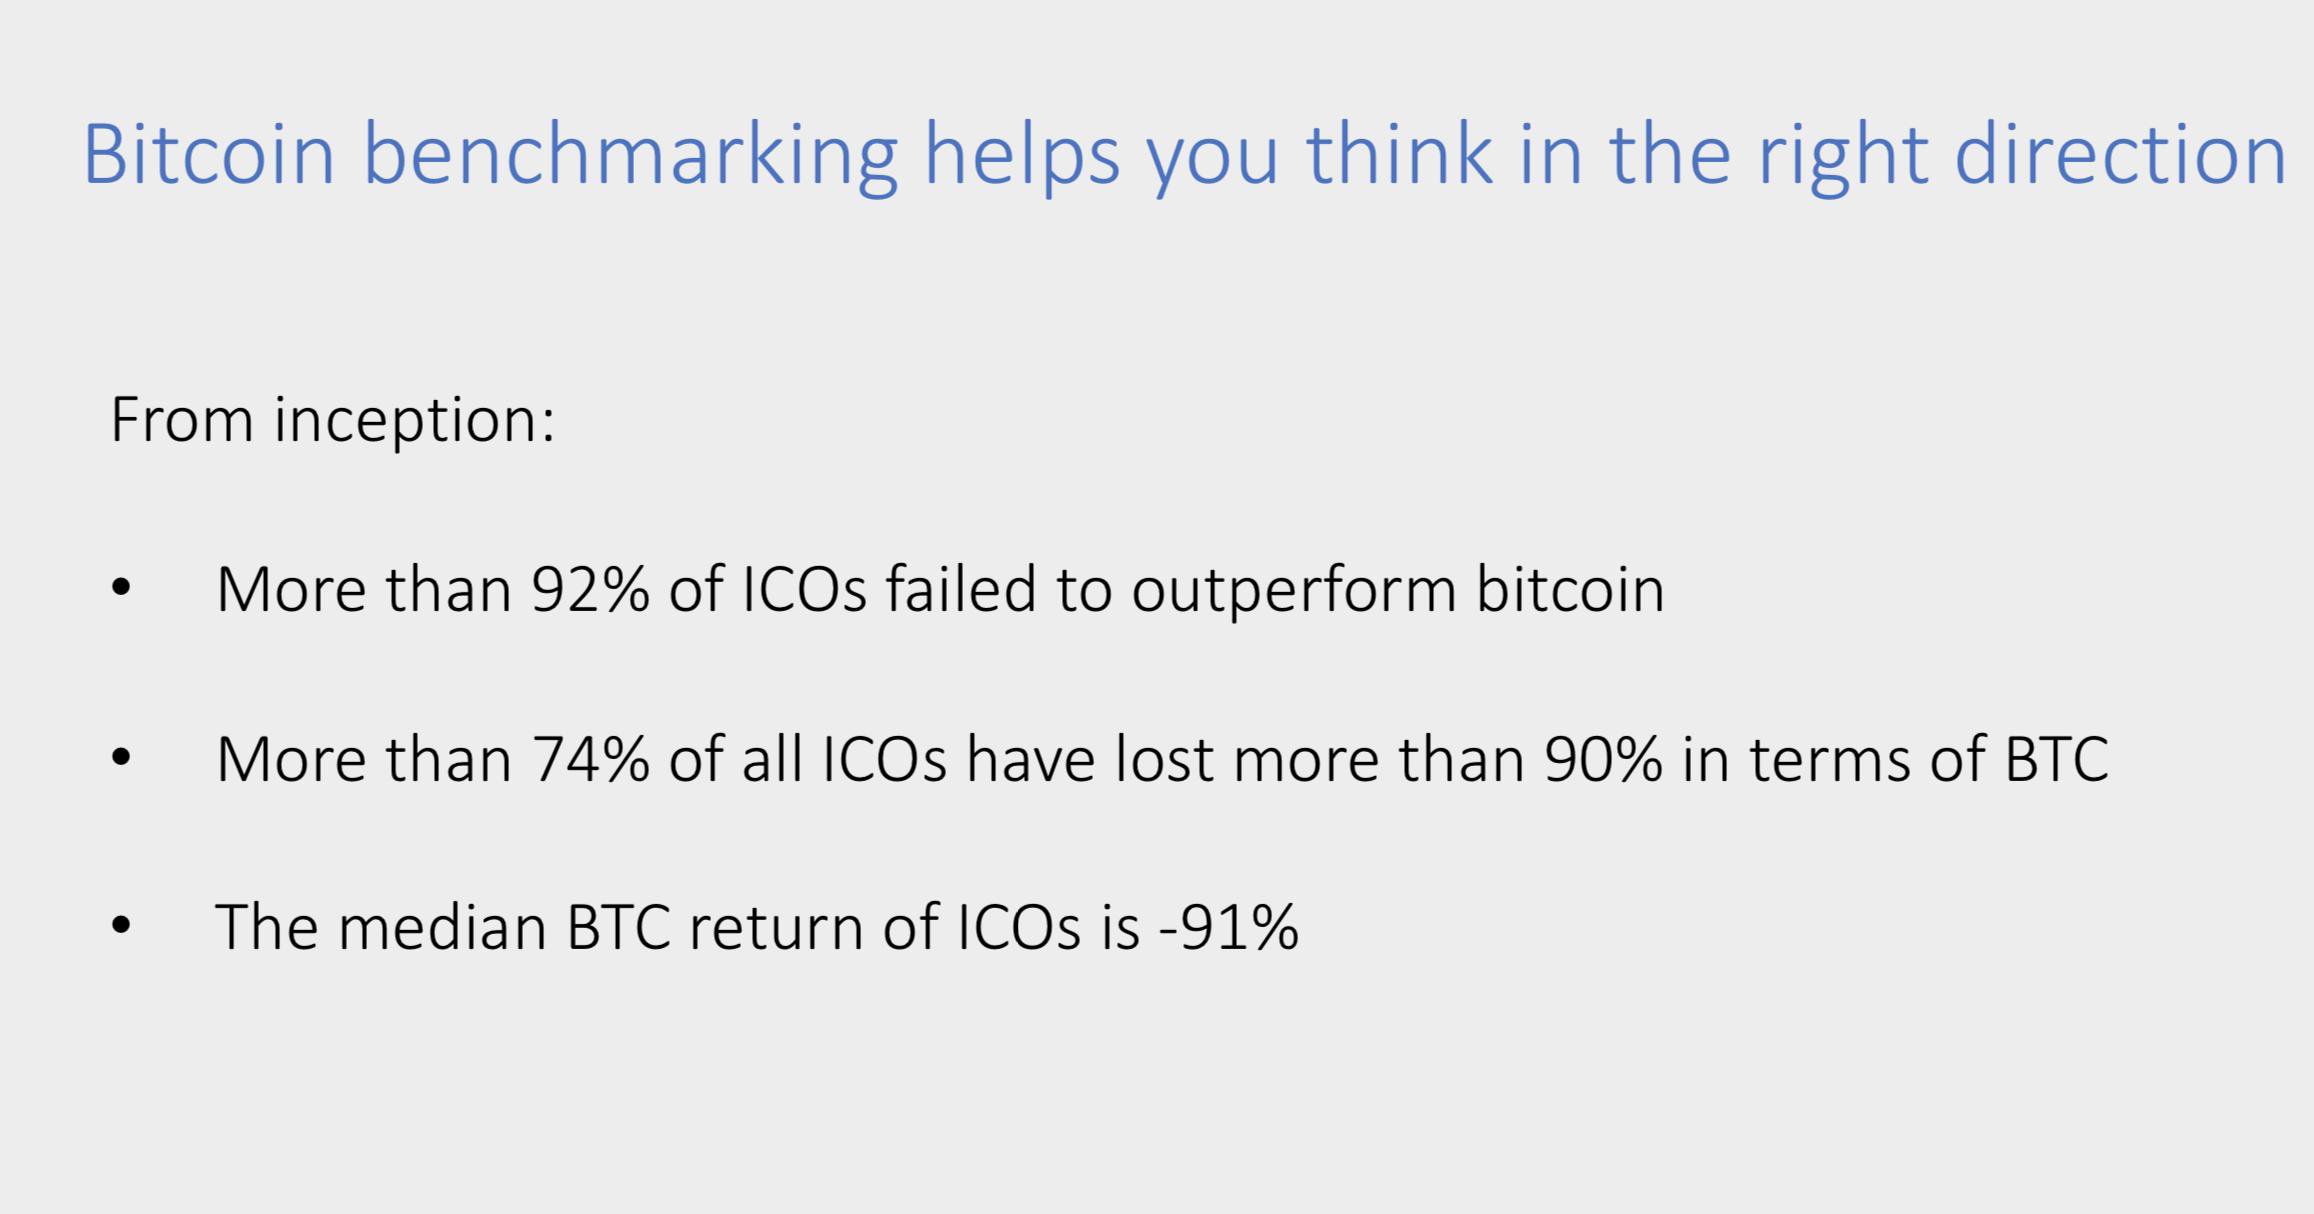 Bitcoin benchmarking helps you think in the right direction
From inception:
• More than 92% of ICOs failed to outperform bitcoin
• More than 74% of all ICOs have lost more than 90% in terms of BTC
• The median BTC return of ICOs is -91%